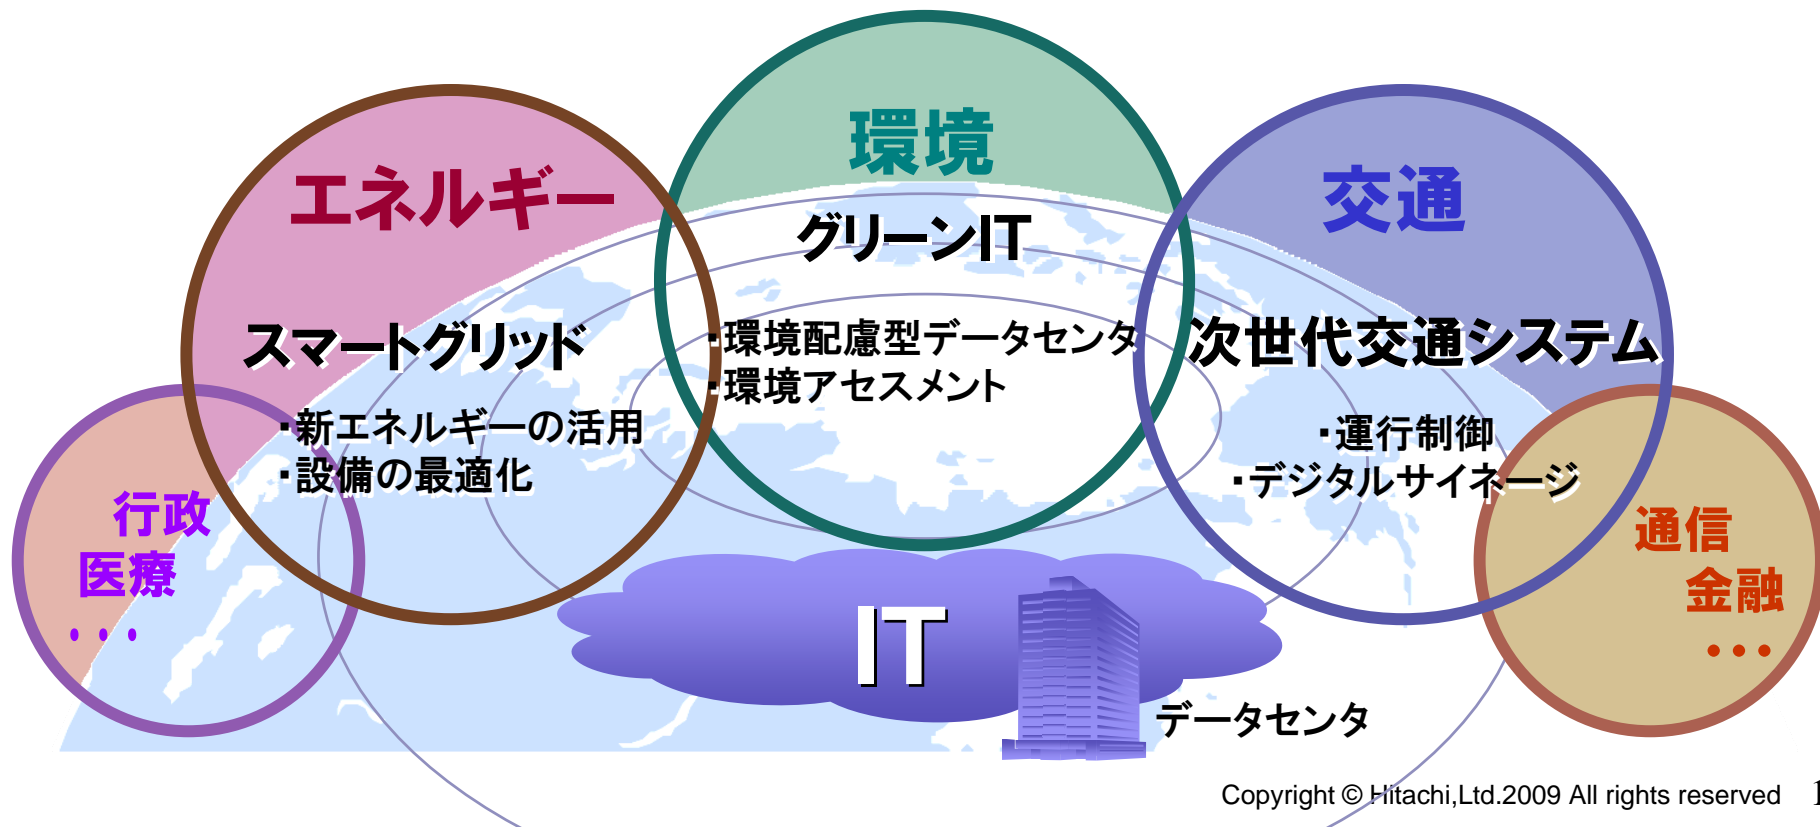 環境
グリーンIT
・環境配慮型データセンタ
・環境アセスメント
エネルギー
スマートグリッド
・新エネルギーの活用
・設備の最適化
交通
次世代交通システム
・運行制御
・デジタルサイネージ
行政
医療
・・・
通信
金融
・・・
IT
データセンタ
Copyright © Hitachi,Ltd.2009 All rights reserved 1